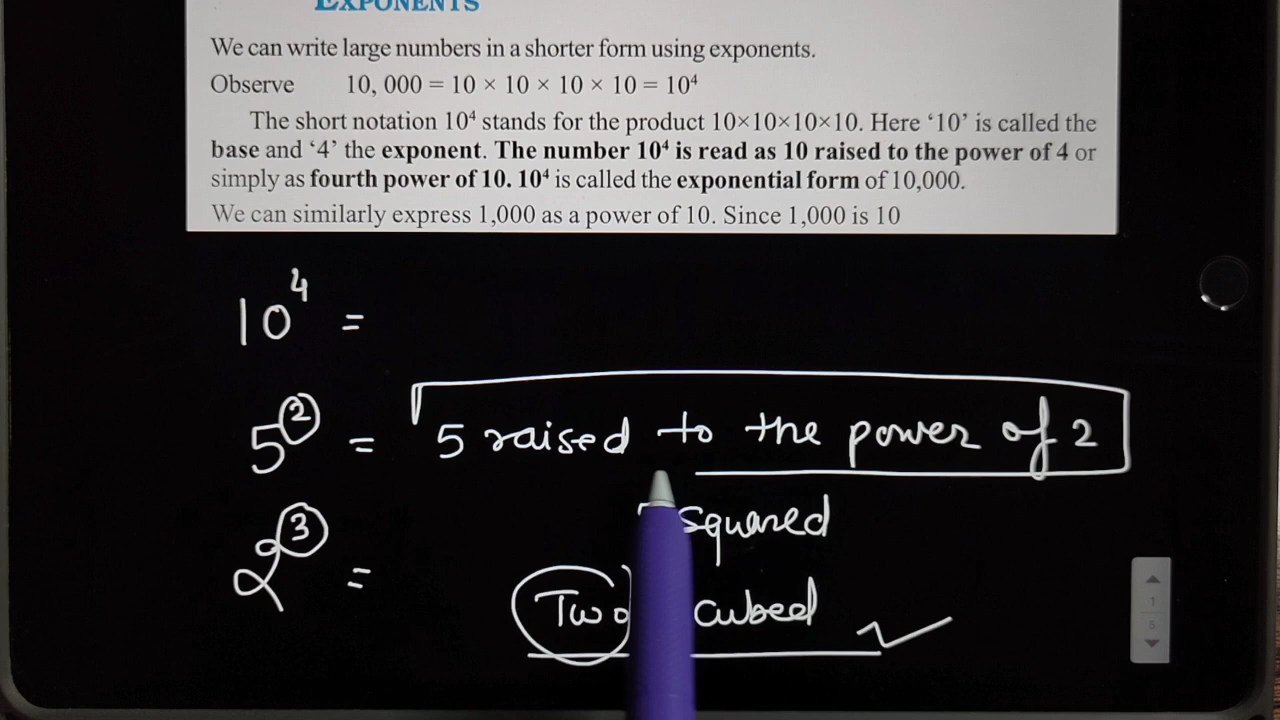 EXPONENTS
We can write large numbers in a shorter form using exponents.
Observe 10, 000 = 10 × 10 × 10 × 10 = 10⁴
The short notation 10⁴ stands for the product 10×10×10×10. Here ‘10’ is called the
base and ‘4’ the exponent. The number 10⁴ is read as 10 raised to the power of 4 or
simply as fourth power of 10. 10⁴ is called the exponential form of 10,000.
We can similarly express 1,000 as a power of 10. Since 1,000 is 10
10⁴ =
5² = 5 raised to the power of 2
squared
2³ = Two cubed
1
5